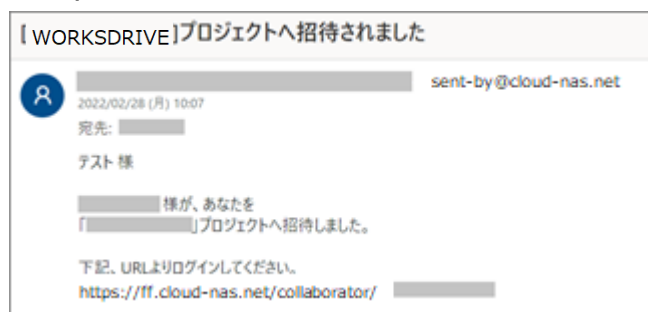 [ WORKSDRIVE ]プロジェクトへ招待されました
sent-by@cloud-nas.net
2022/02/28 (月) 10:07
宛先:
テスト 様
様が、あなたを
「 」プロジェクトへ招待しました。
下記、URLよりログインしてください。
https://ff.cloud-nas.net/collaborator/